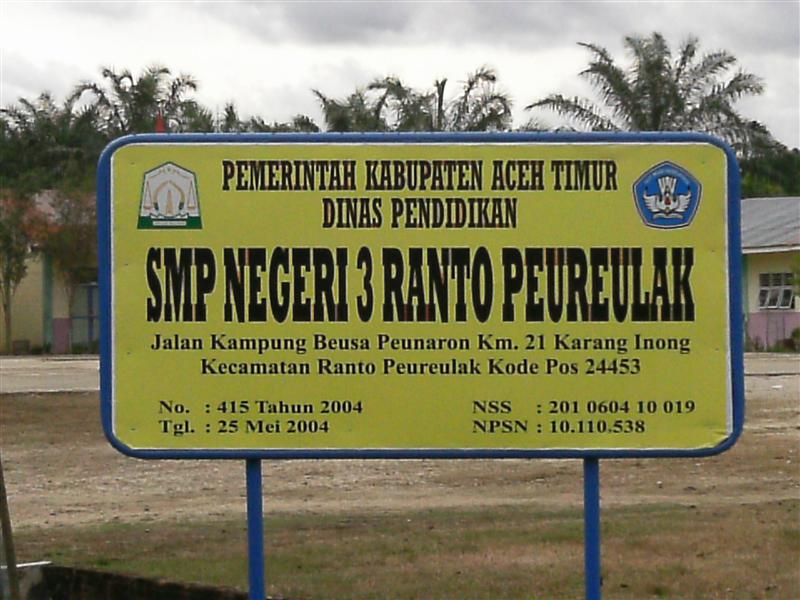 PEMERINTAH KABUPATEN ACEH TIMUR
DINAS PENDIDIKAN
SMP NEGERI 3 RANTO PEUREULAK
Jalan Kampung Beusa Peunaron Km. 21 Karang Inong
Kecamatan Ranto Peureulak Kode Pos 24453
No. : 415 Tahun 2004 NSS : 201 0604 10 019
Tgl. : 25 Mei 2004 NPSN : 10.110.538